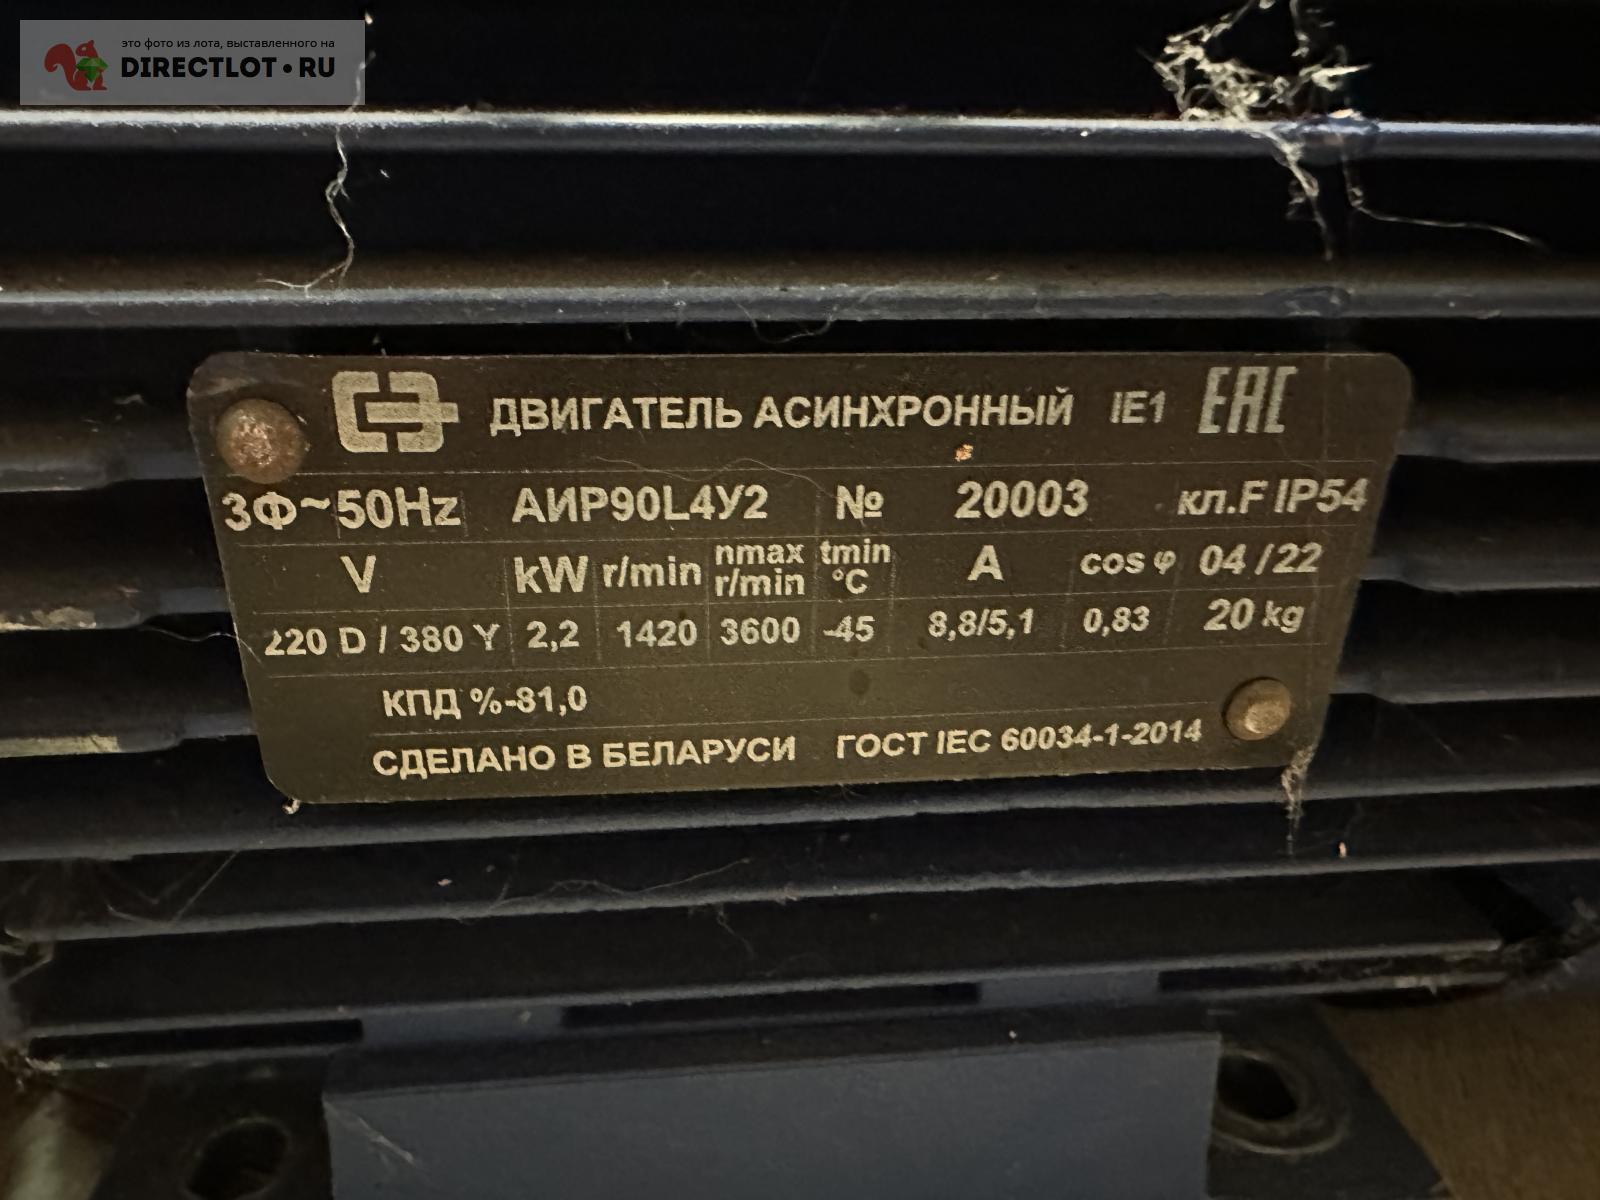 это фото из лота, выставленного на
DIRECTLOT•RU
ДВИГАТЕЛЬ АСИНХРОННЫЙ IE1 EAC
3Ф~50Hz АИР90L4У2 № 20003 кл.F IP54
V kW r/min nmax r/min tmin °C A cos φ 04/22
220 D / 380 Y 2,2 1420 3600 -45 8,8/5,1 0,83 20 kg
КПД %-81,0
СДЕЛАНО В БЕЛАРУСИ ГОСТ IEC 60034-1-2014